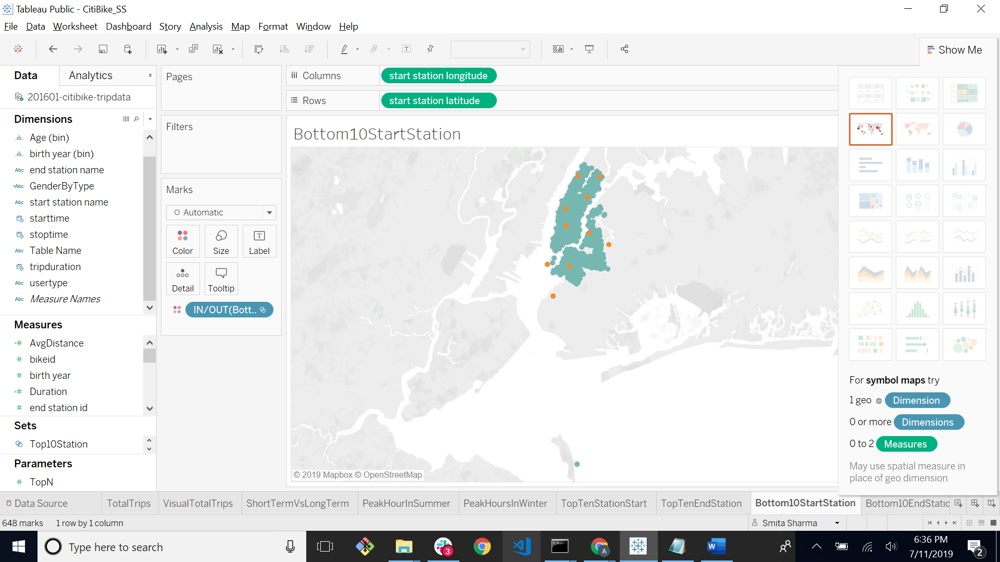 Tableau Public - CitiBike_SS
File Data Worksheet Dashboard Story Analysis Map Format Window Help
Show Me
Data Analytics
201601-citibike-tripdata
Dimensions
Age (bin)
birth year (bin)
Abc end station name
=Abc GenderByType
Abc start station name
starttime
stoptime
Abc Table Name
tripduration
Abc usertype
Abc Measure Names
Measures
=# AvgDistance
# bikeid
# birth year
=# Duration
# end station id
Sets
Top10Station
Parameters
# TopN
Pages
Filters
Marks
Automatic
Color Size Label
Detail Tooltip
IN/OUT(Bott..
Columns start station longitude
Rows start station latitude
Bottom10StartStation
© 2019 Mapbox © OpenStreetMap
For symbol maps try
1 geo Dimension
0 or more Dimensions
0 to 2 Measures
May use spatial measure in
place of geo dimension
Data Source TotalTrips VisualTotalTrips ShortTermVsLongTerm PeakHourInSummer PeakHoursInWinter TopTenStationStart TopTenEndStation Bottom10StartStation Bottom10EndStatio
648 marks 1 row by 1 column Smita Sharma
Type here to search
3
A
W
6:36 PM
7/11/2019
2